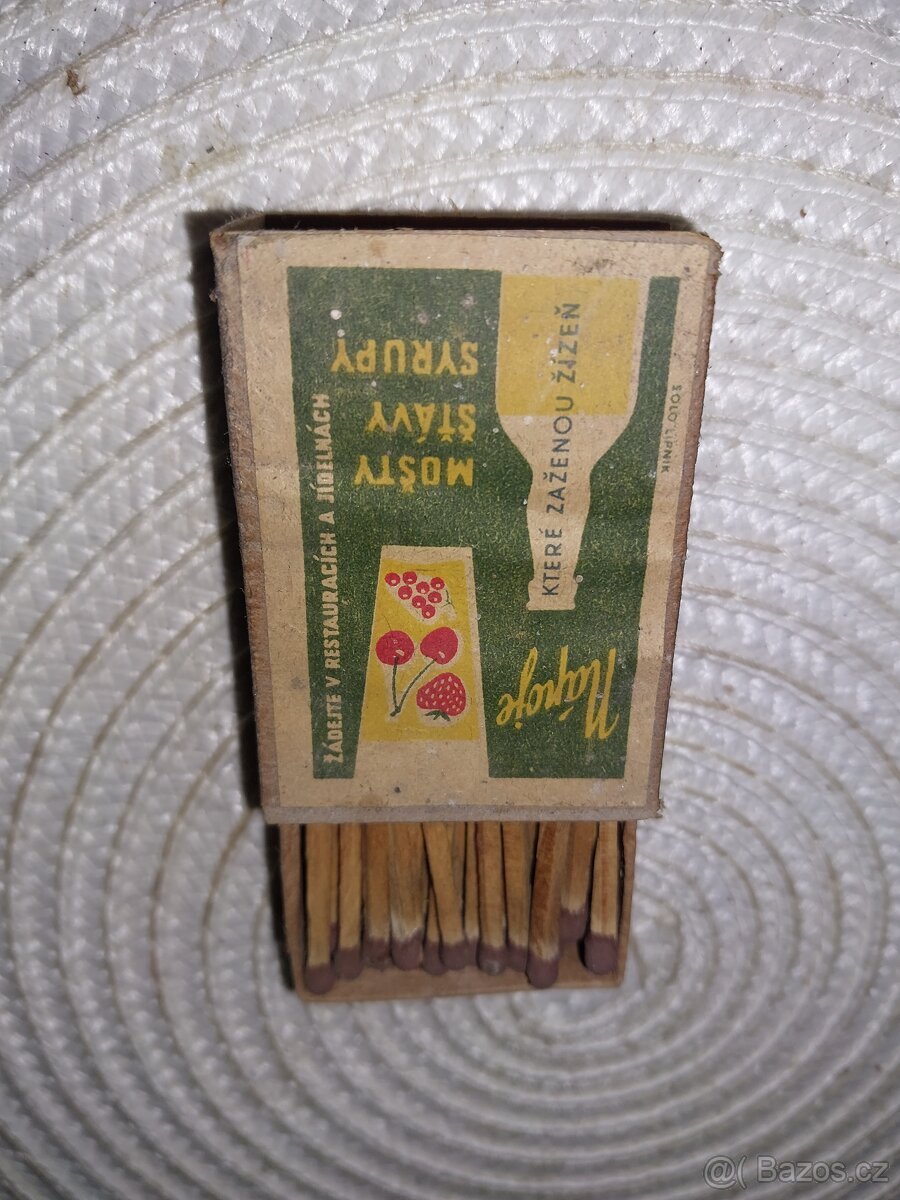 Nápoje
KTERÉ ZAŽENOU ŽÍZEŇ
MOŠTY
ŠŤÁVY
SYRUPY
ŽÁDEJTE V RESTAURACÍCH A JÍDELNÁCH
SOLO LIPNÍK
@( Bazos.cz